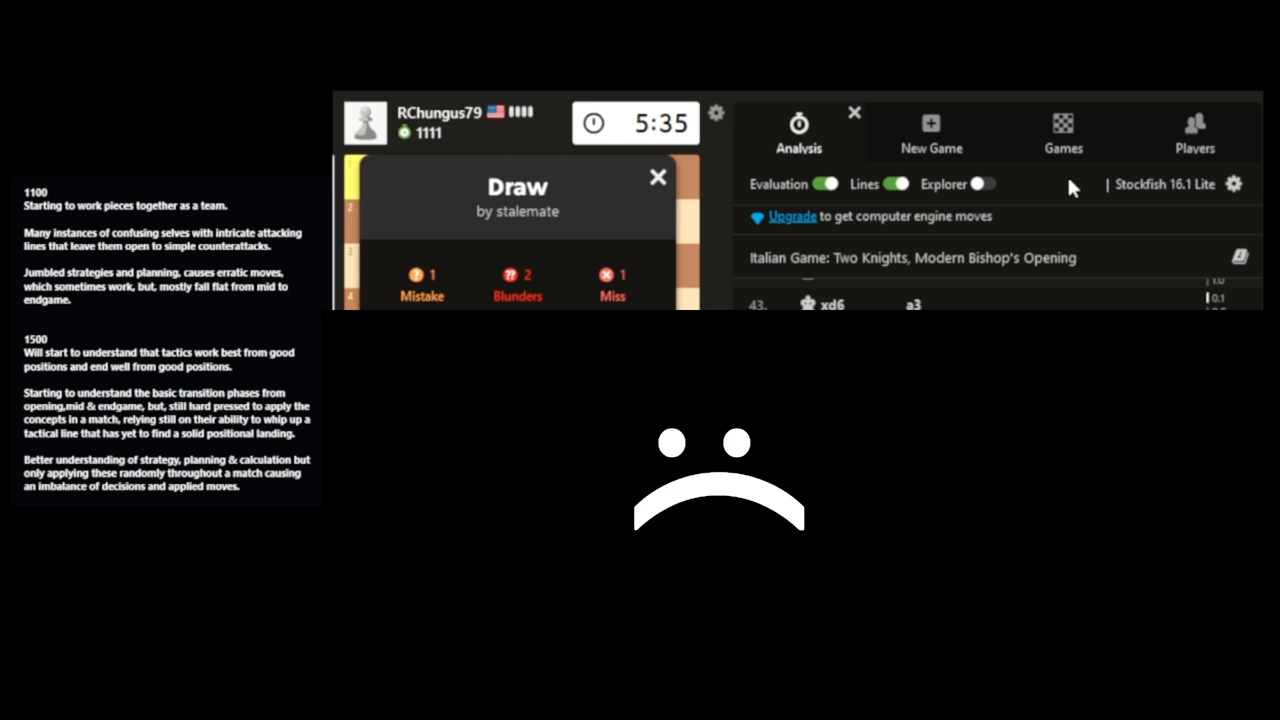 1100
Starting to work pieces together as a team.
Many instances of confusing selves with intricate attacking
lines that leave them open to simple counterattacks.
Jumbled strategies and planning, causes erratic moves,
which sometimes work, but, mostly fall flat from mid to
endgame.
1500
Will start to understand that tactics work best from good
positions and end well from good positions.
Starting to understand the basic transition phases from
opening,mid & endgame, but, still hard pressed to apply the
concepts in a match, relying still on their ability to whip up a
tactical line that has yet to find a solid positional landing.
Better understanding of strategy, planning & calculation but
only applying these randomly throughout a match causing
an imbalance of decisions and applied moves.
RChungus79
1111
5:35
2
3
4
Draw
by stalemate
? 1 ?? 2 1
Mistake Blunders Miss
Analysis New Game Games Players
Evaluation Lines Explorer | Stockfish 16.1 Lite
Upgrade to get computer engine moves
Italian Game: Two Knights, Modern Bishop's Opening
43. xd6 a3 0.1